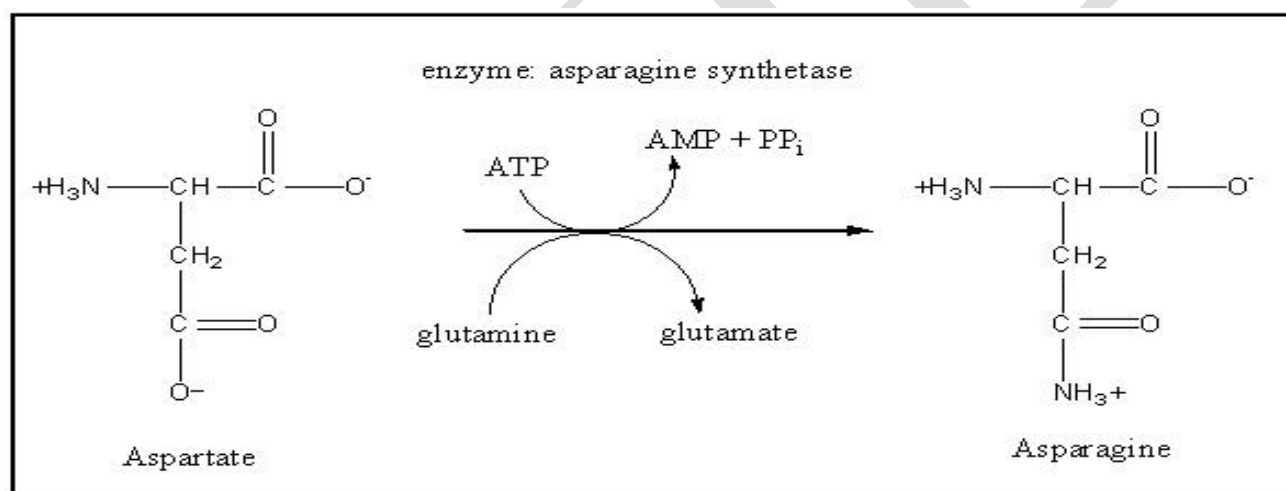 enzyme: asparagine synthetase
O
O
ATP
AMP + PPi
+H3N CH C O-
+H3N CH C O-
CH2
CH2
C O
glutamine
glutamate
C O
O-
NH3+
Aspartate
Asparagine